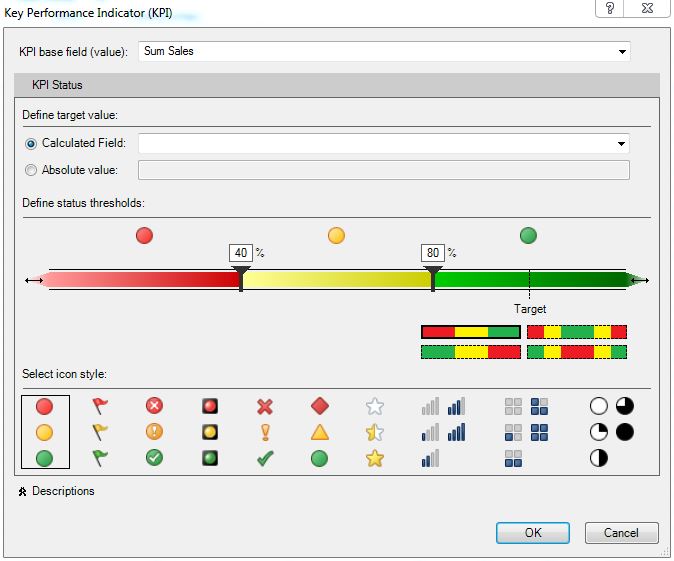 Key Performance Indicator (KPI)
?
KPI base field (value): Sum Sales
KPI Status
Define target value:
Calculated Field:
Absolute value:
Define status thresholds:
40 % 80 %
Target
Select icon style:
Descriptions
OK Cancel